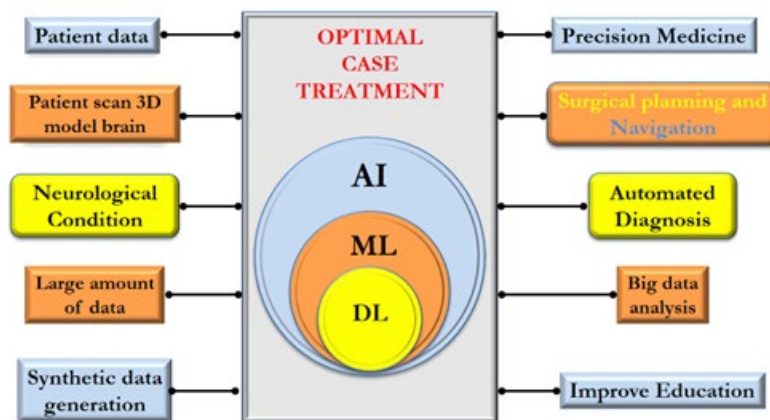 Patient data
Patient scan 3D
model brain
Neurological
Condition
Large amount
of data
Synthetic data
generation
OPTIMAL
CASE
TREATMENT
AI
ML
DL
Precision Medicine
Surgical planning and
Navigation
Automated
Diagnosis
Big data
analysis
Improve Education